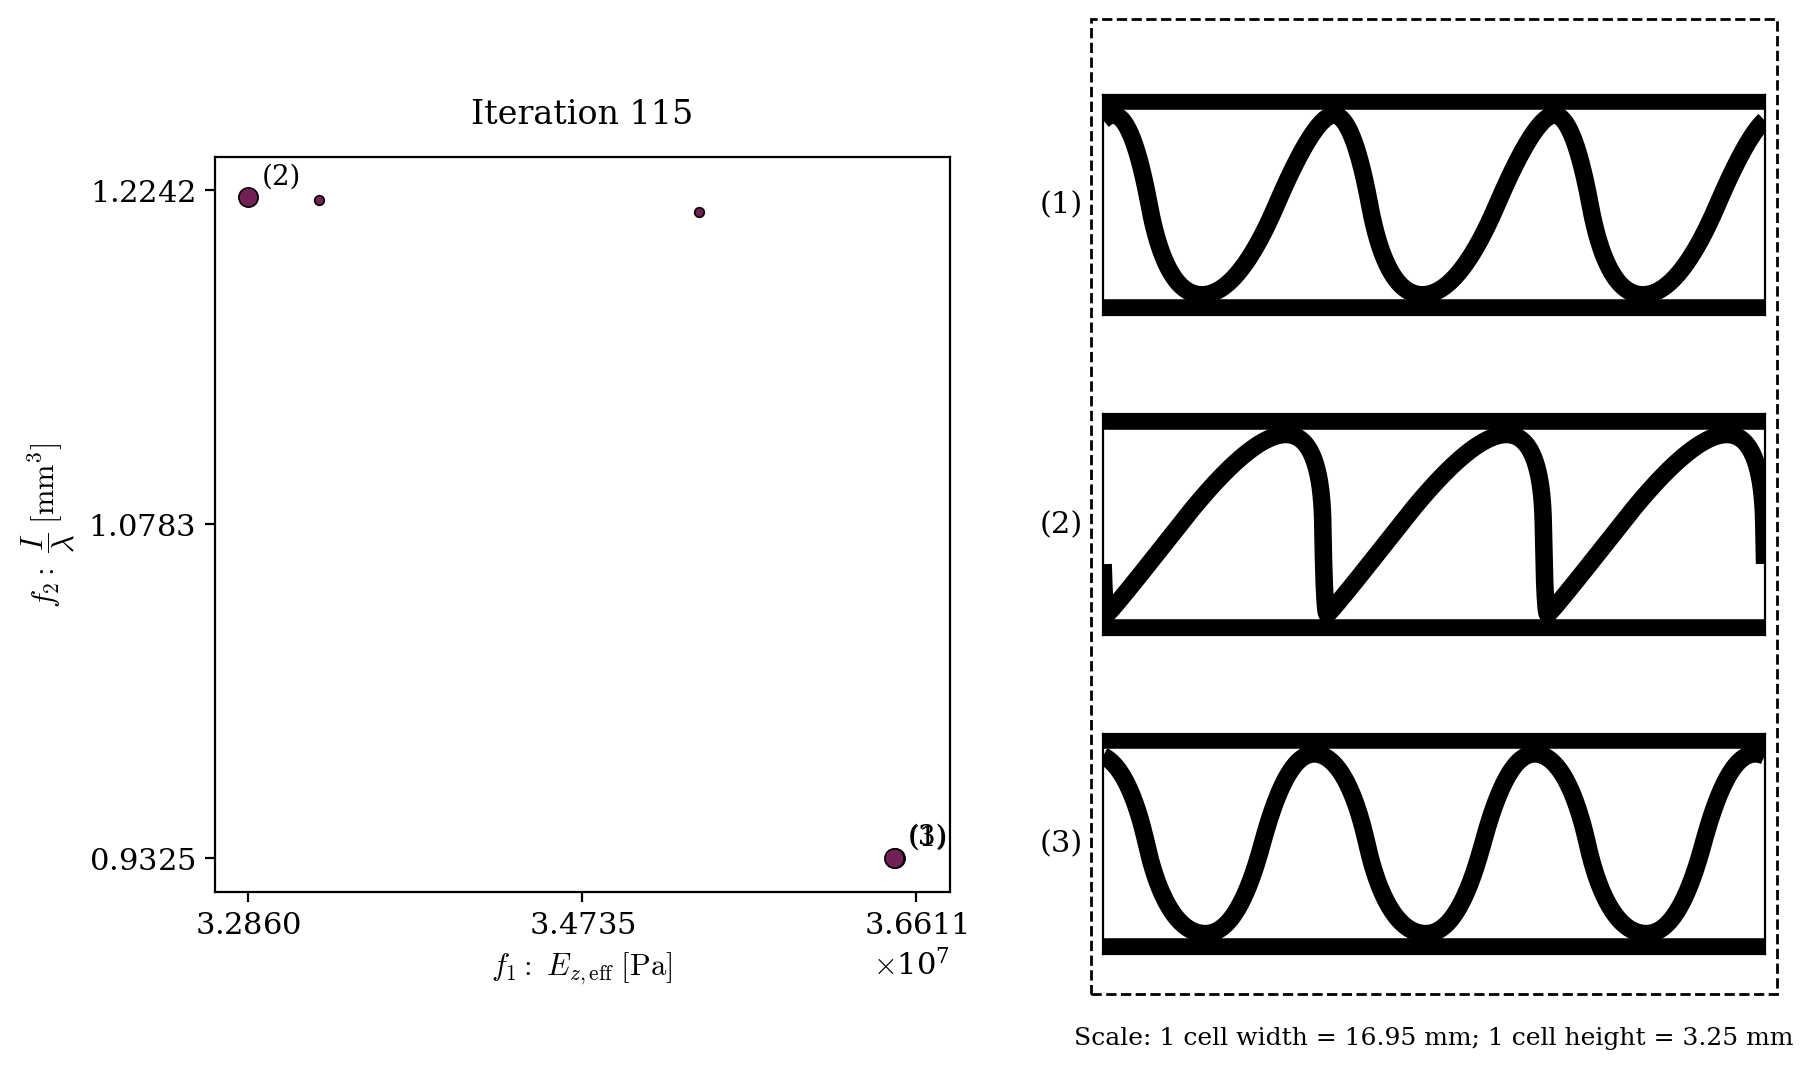 Iteration 115
(2)
1.2242
1.0783
0.9325
f₂ : I/λ [mm³]
(3)
(1)
3.2860 3.4735 3.6611
×10⁷
f₁ : E_z,eff [Pa]
(1)
(2)
(3)
Scale: 1 cell width = 16.95 mm; 1 cell height = 3.25 mm